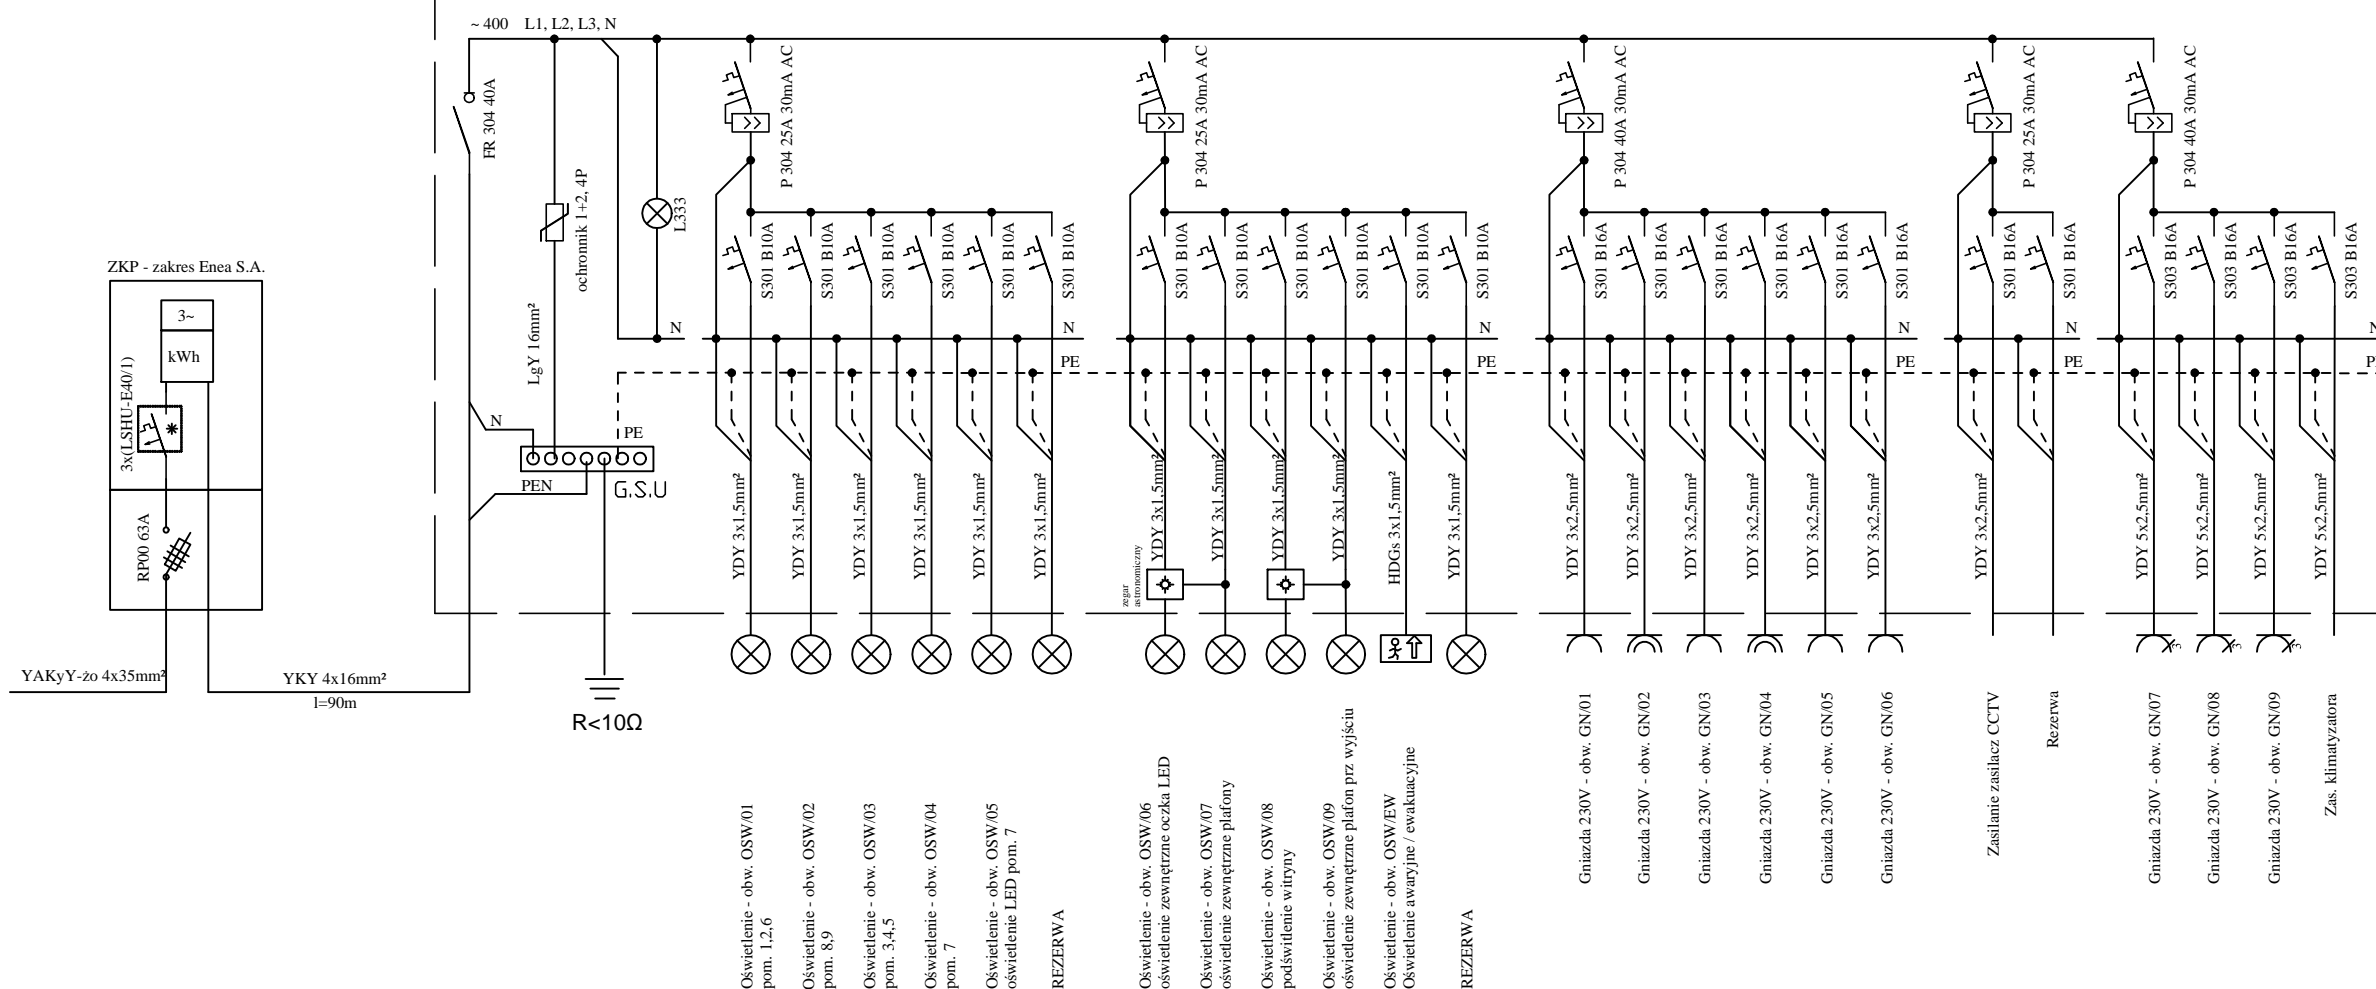 ~ 400 L1, L2, L3, N
FR 304 40A
ochronnik 1+2, 4P
L333
LgY 16mm²
N
ZKP - zakres Enea S.A.
3~
kWh
3x(LSHU-E40/1)
RP00 63A
YAKyY-żo 4x35mm²
YKY 4x16mm²
l=90m
N
PE
PEN
G.S.U
R<10Ω
P 304 25A 30mA AC
S301 B10A
S301 B10A
S301 B10A
S301 B10A
S301 B10A
S301 B10A
N
PE
YDY 3x1,5mm²
YDY 3x1,5mm²
YDY 3x1,5mm²
YDY 3x1,5mm²
YDY 3x1,5mm²
YDY 3x1,5mm²
Oświetlenie - obw. OSW/01
pom. 1,2,6
Oświetlenie - obw. OSW/02
pom. 8,9
Oświetlenie - obw. OSW/03
pom. 3,4,5
Oświetlenie - obw. OSW/04
pom. 7
Oświetlenie - obw. OSW/05
oświetlenie LED pom. 7
REZERWA
P 304 25A 30mA AC
S301 B10A
S301 B10A
S301 B10A
S301 B10A
S301 B10A
S301 B10A
N
PE
YDY 3x1,5mm²
YDY 3x1,5mm²
YDY 3x1,5mm²
YDY 3x1,5mm²
HDGs 3x1,5mm²
YDY 3x1,5mm²
zegar
astronomiczny
Oświetlenie - obw. OSW/06
oświetlenie zewnętrzne oczka LED
Oświetlenie - obw. OSW/07
oświetlenie zewnętrzne plafony
Oświetlenie - obw. OSW/08
podświtlenie witryny
Oświetlenie - obw. OSW/09
oświetlenie zewnętrzne plafon prz wyjściu
Oświetlenie - obw. OSW/EW
Oświetlenie awaryjne / ewakuacyjne
REZERWA
P 304 40A 30mA AC
S301 B16A
S301 B16A
S301 B16A
S301 B16A
S301 B16A
S301 B16A
N
PE
YDY 3x2,5mm²
YDY 3x2,5mm²
YDY 3x2,5mm²
YDY 3x2,5mm²
YDY 3x2,5mm²
YDY 3x2,5mm²
Gniazda 230V - obw. GN/01
Gniazda 230V - obw. GN/02
Gniazda 230V - obw. GN/03
Gniazda 230V - obw. GN/04
Gniazda 230V - obw. GN/05
Gniazda 230V - obw. GN/06
P 304 25A 30mA AC
S301 B16A
S301 B16A
N
PE
YDY 3x2,5mm²
Zasilanie zasilacz CCTV
Rezerwa
P 304 40A 30mA AC
S303 B16A
S303 B16A
S303 B16A
S303 B16A
N
PE
YDY 5x2,5mm²
YDY 5x2,5mm²
YDY 5x2,5mm²
YDY 5x2,5mm²
3
3
3
Gniazda 230V - obw. GN/07
Gniazda 230V - obw. GN/08
Gniazda 230V - obw. GN/09
Zas. klimatyzatora